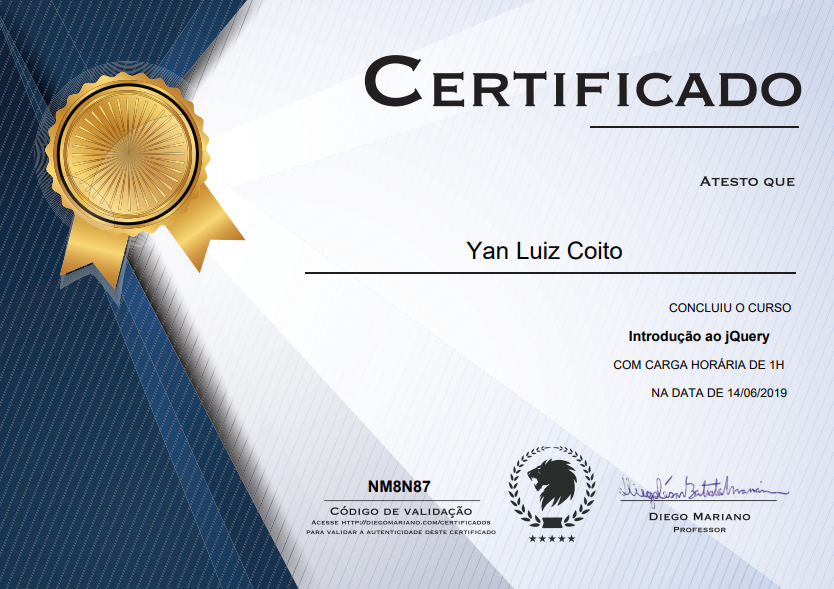 CERTIFICADO
ATESTO QUE
Yan Luiz Coito
CONCLUIU O CURSO
Introdução ao jQuery
COM CARGA HORÁRIA DE 1H
NA DATA DE 14/06/2019
NM8N87
CÓDIGO DE VALIDAÇÃO
ACESSE HTTP://DIEGOMARIANO.COM/CERTIFICADOS
PARA VALIDAR A AUTENTICIDADE DESTE CERTIFICADO
DIEGO MARIANO
PROFESSOR